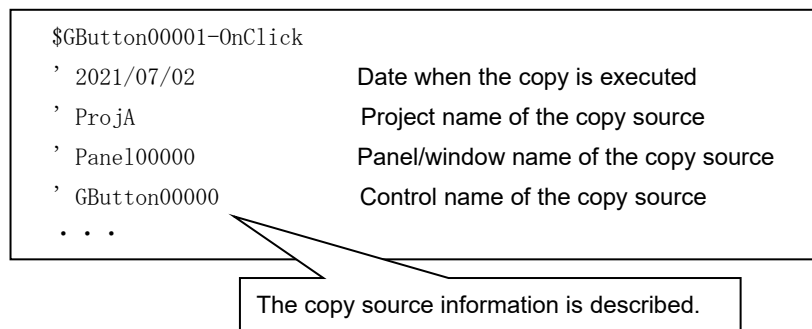 $GButton00001-OnClick
’ 2021/07/02 Date when the copy is executed
’ ProjA Project name of the copy source
’ Panel00000 Panel/window name of the copy source
’ GButton00000 Control name of the copy source
・・・
The copy source information is described.